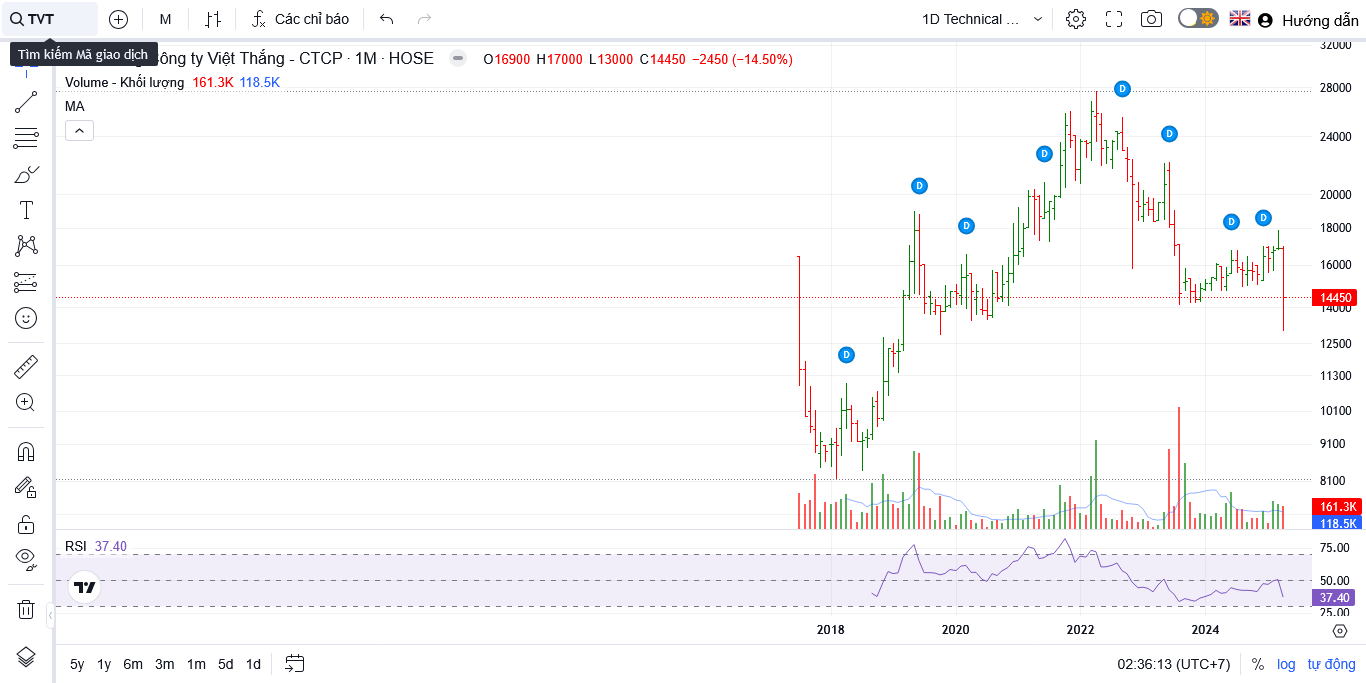 TVT
M
Các chỉ báo
1D Technical ...
Hướng dẫn
Tìm kiếm Mã giao dịch
ông ty Việt Thắng - CTCP · 1M · HOSE
O16900 H17000 L13000 C14450 −2450 (−14.50%)
Volume - Khối lượng 161.3K 118.5K
MA
D
D
D
D
D
D
D
D
32000
28000
24000
20000
18000
16000
14450
14000
12500
11300
10100
9100
8100
161.3K
118.5K
RSI 37.40
75.00
50.00
37.40
25.00
2018 2020 2022 2024
5y 1y 6m 3m 1m 5d 1d
02:36:13 (UTC+7) % log tự động